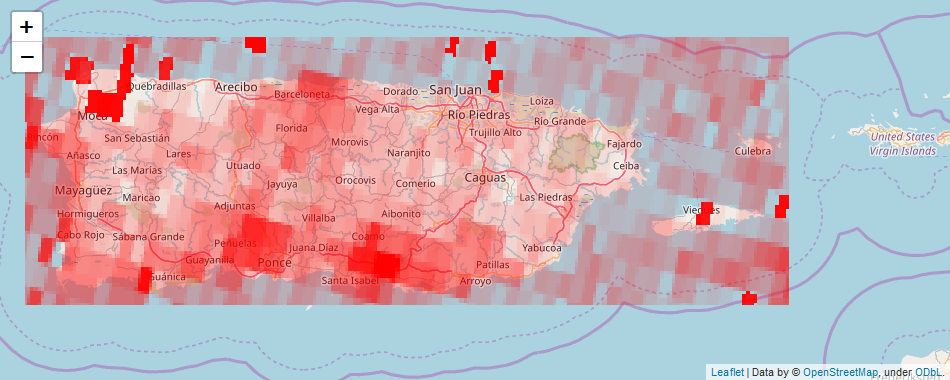 +
−
Quebradillas
Arecibo
Barceloneta
Dorado
San Juan
Loíza
Moca
Vega Alta
Río Piedras
Río Grande
Florida
Trujillo Alto
San Sebastián
Morovis
Fajardo
United States
Virgin Islands
Añasco
Lares
Naranjito
Culebra
Las Marías
Utuado
Ceiba
Mayagüez
Jayuya
Orocovis
Comerio
Caguas
Maricao
Las Piedras
Adjuntas
Hormigueros
Villalba
Aibonito
Vieques
Cabo Rojo
Sábana Grande
Peñuelas
Coamo
Juana Díaz
Yabucoa
Guayanilla
Ponce
Patillas
Guánica
Santa Isabel
Arroyo
Leaflet | Data by © OpenStreetMap, under ODbL.